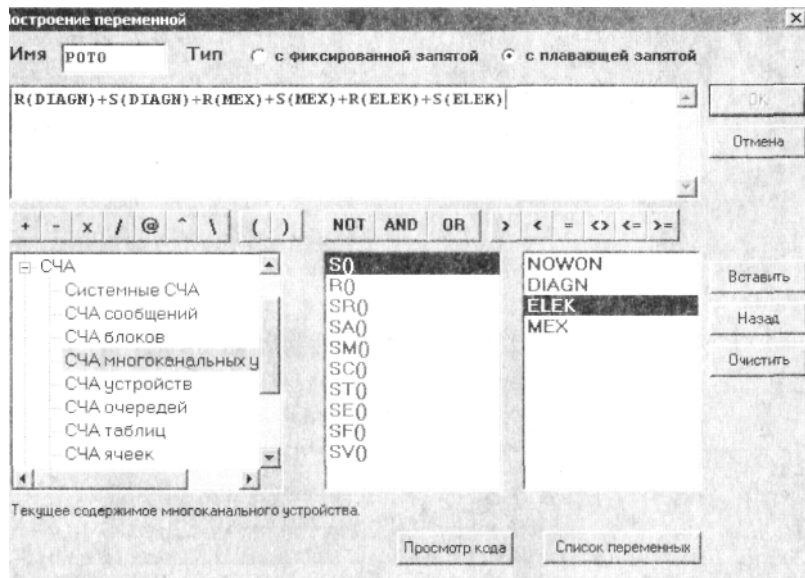 остроение переменной
Имя РОТО Тип с фиксированной запятой с плавающей запятой
R(DIAGN)+S(DIAGN)+R(MEX)+S(MEX)+R(ELEK)+S(ELEK)
OK
Отмена
+ - x / @ ^ \ ( ) NOT AND OR > < = <> <= >=
СЧА
Системные СЧА
СЧА сообщений
СЧА блоков
СЧА многоканальных у
СЧА устройств
СЧА очередей
СЧА таблиц
СЧА ячеек
S()
R()
SR()
SA()
SM()
SC()
ST()
SE()
SF()
SV()
NOWON
DIAGN
ELEK
MEX
Вставить
Назад
Очистить
Текущее содержимое многоканального устройства.
Просмотр кода Список переменных